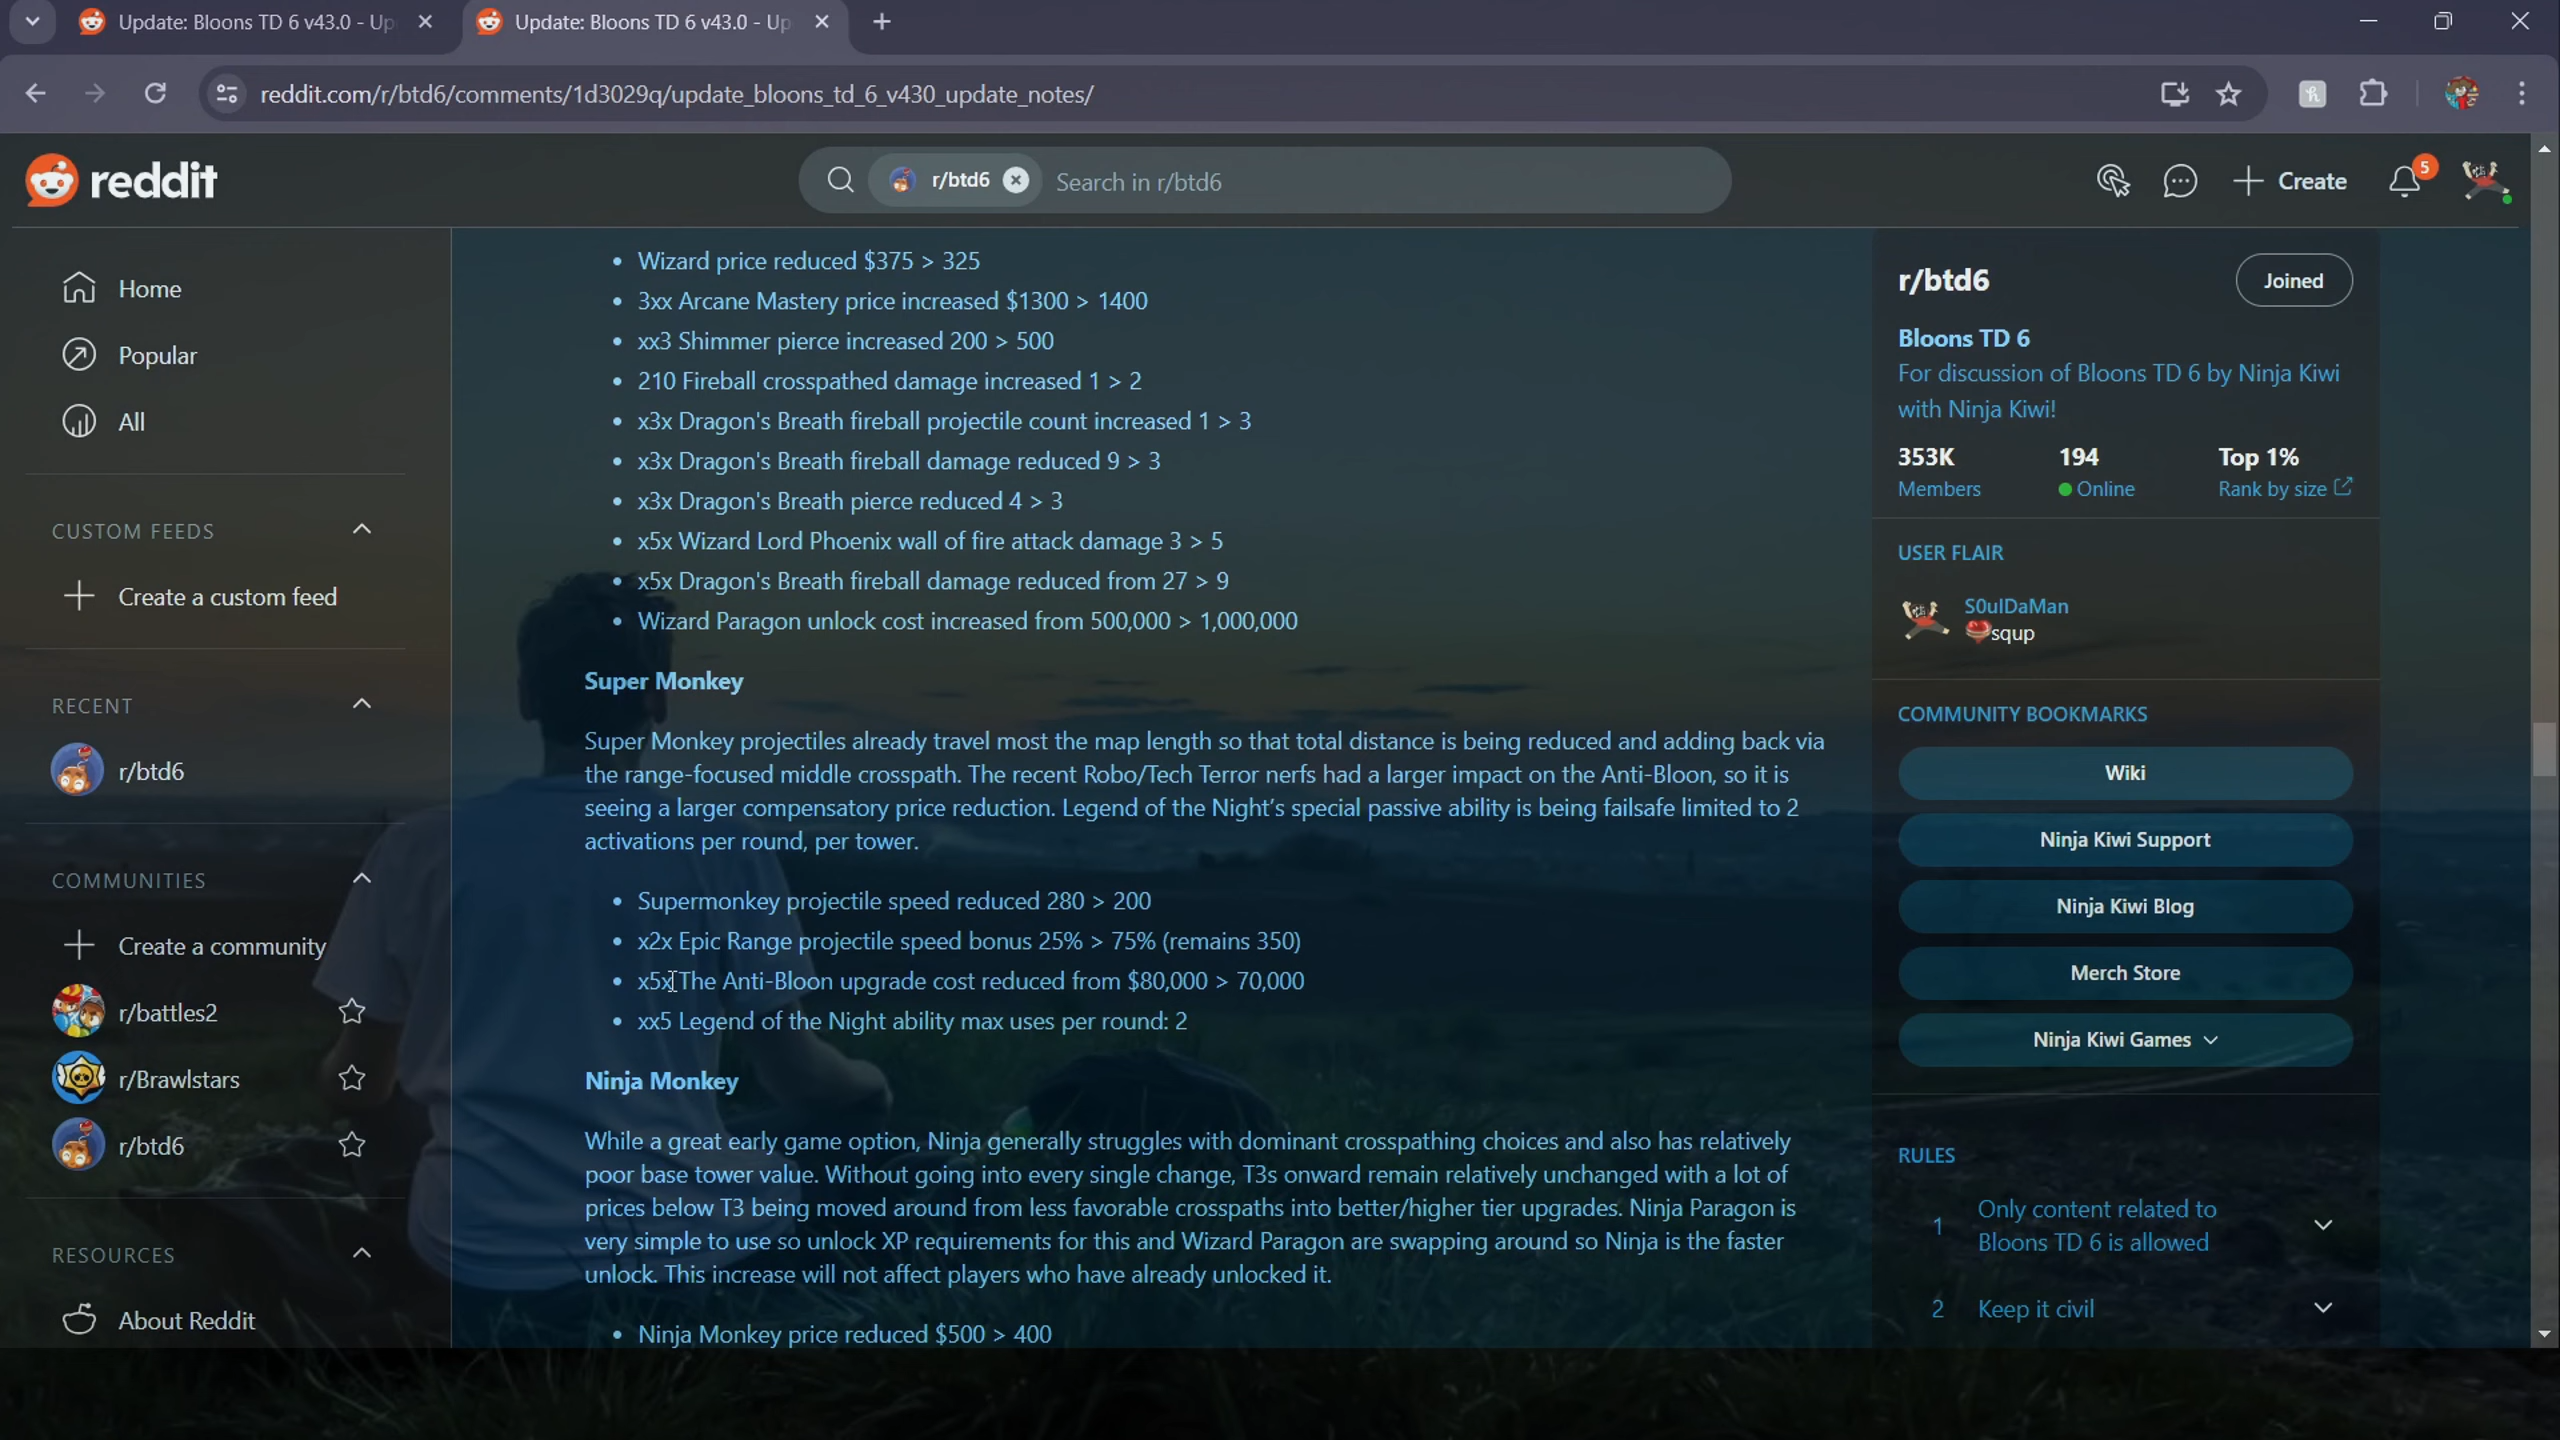 Update: Bloons TD 6 v43.0 - Up
Update: Bloons TD 6 v43.0 - Up
reddit.com/r/btd6/comments/1d3029q/update_bloons_td_6_v430_update_notes/
reddit
r/btd6
Search in r/btd6
Create
5
Home
Popular
All
CUSTOM FEEDS
Create a custom feed
RECENT
r/btd6
COMMUNITIES
Create a community
r/battles2
r/Brawlstars
r/btd6
RESOURCES
About Reddit
• Wizard price reduced $375 > 325
• 3xx Arcane Mastery price increased $1300 > 1400
• xx3 Shimmer pierce increased 200 > 500
• 210 Fireball crosspathed damage increased 1 > 2
• x3x Dragon's Breath fireball projectile count increased 1 > 3
• x3x Dragon's Breath fireball damage reduced 9 > 3
• x3x Dragon's Breath pierce reduced 4 > 3
• x5x Wizard Lord Phoenix wall of fire attack damage 3 > 5
• x5x Dragon's Breath fireball damage reduced from 27 > 9
• Wizard Paragon unlock cost increased from 500,000 > 1,000,000
Super Monkey
Super Monkey projectiles already travel most the map length so that total distance is being reduced and adding back via
the range-focused middle crosspath. The recent Robo/Tech Terror nerfs had a larger impact on the Anti-Bloon, so it is
seeing a larger compensatory price reduction. Legend of the Night's special passive ability is being failsafe limited to 2
activations per round, per tower.
• Supermonkey projectile speed reduced 280 > 200
• x2x Epic Range projectile speed bonus 25% > 75% (remains 350)
• x5x The Anti-Bloon upgrade cost reduced from $80,000 > 70,000
• xx5 Legend of the Night ability max uses per round: 2
Ninja Monkey
While a great early game option, Ninja generally struggles with dominant crosspathing choices and also has relatively
poor base tower value. Without going into every single change, T3s onward remain relatively unchanged with a lot of
prices below T3 being moved around from less favorable crosspaths into better/higher tier upgrades. Ninja Paragon is
very simple to use so unlock XP requirements for this and Wizard Paragon are swapping around so Ninja is the faster
unlock. This increase will not affect players who have already unlocked it.
• Ninja Monkey price reduced $500 > 400
r/btd6
Joined
Bloons TD 6
For discussion of Bloons TD 6 by Ninja Kiwi
with Ninja Kiwi!
353K 194 Top 1%
Members Online Rank by size
USER FLAIR
S0ulDaMan
squp
COMMUNITY BOOKMARKS
Wiki
Ninja Kiwi Support
Ninja Kiwi Blog
Merch Store
Ninja Kiwi Games
RULES
1 Only content related to
Bloons TD 6 is allowed
2 Keep it civil